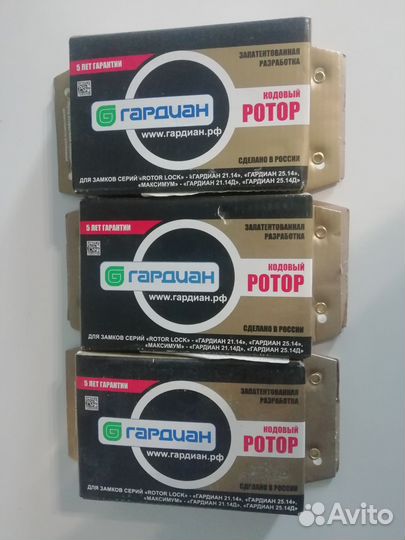 5 ЛЕТ ГАРАНТИИ
ЗАПАТЕНТОВАННАЯ
РАЗРАБОТКА
ГАРДИАН
www.гардиан.рф
КОДОВЫЙ
РОТОР
СДЕЛАНО В РОССИИ
ДЛЯ ЗАМКОВ СЕРИЙ «ROTOR LOCK» - «ГАРДИАН 21.14», «ГАРДИАН 25.14»,
«МАКСИМУМ» - «ГАРДИАН 21.14Д», «ГАРДИАН 25.14Д»
5 ЛЕТ ГАРАНТИИ
ЗАПАТЕНТОВАННАЯ
РАЗРАБОТКА
ГАРДИАН
www.гардиан.рф
КОДОВЫЙ
РОТОР
СДЕЛАНО В РОССИИ
ДЛЯ ЗАМКОВ СЕРИЙ «ROTOR LOCK» - «ГАРДИАН 21.14», «ГАРДИАН 25.14»,
«МАКСИМУМ» - «ГАРДИАН 21.14Д», «ГАРДИАН 25.14Д»
5 ЛЕТ ГАРАНТИИ
ЗАПАТЕНТОВАННАЯ
РАЗРАБОТКА
ГАРДИАН
www.гардиан.рф
КОДОВЫЙ
РОТОР
СДЕЛАНО В РОССИИ
ДЛЯ ЗАМКОВ СЕРИЙ «ROTOR LOCK» - «ГАРДИАН 21.14», «ГАРДИАН 25.14»,
«МАКСИМУМ» - «ГАРДИАН 21.14Д», «ГАРДИАН 25.14Д»
Avito